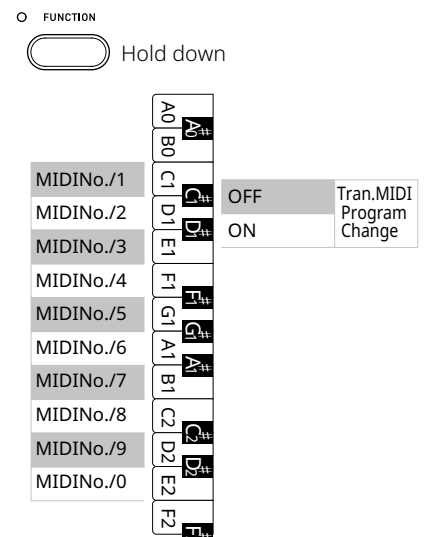 FUNCTION
Hold down
A0
A0#
B0
MIDINo./1
C1
C1#
OFF
Tran.MIDI
Program
Change
MIDINo./2
D1
D1#
ON
MIDINo./3
E1
MIDINo./4
F1
F1#
MIDINo./5
G1
G1#
MIDINo./6
A1
A1#
MIDINo./7
B1
MIDINo./8
C2
C2#
MIDINo./9
D2
D2#
MIDINo./0
E2
F2